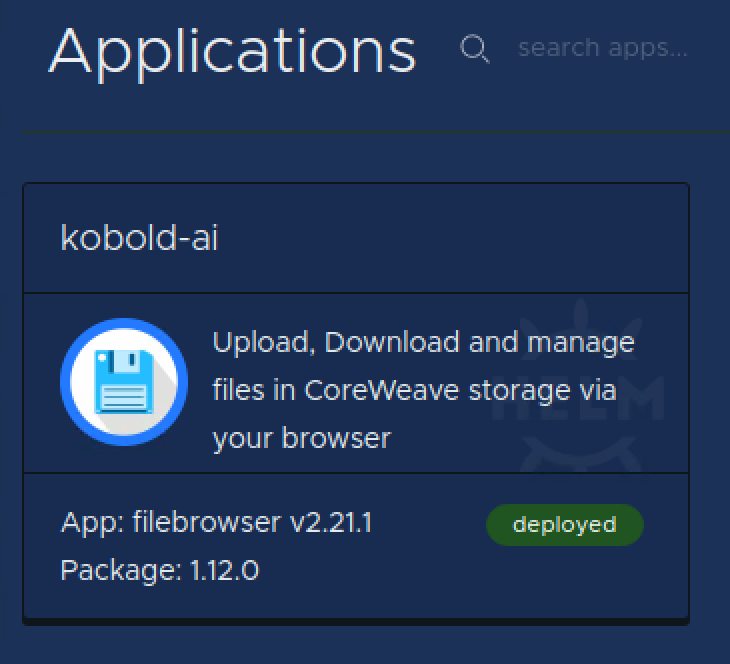 Applications
search apps...
kobold-ai
Upload, Download and manage
files in CoreWeave storage via
your browser
HELM
App: filebrowser v2.21.1
deployed
Package: 1.12.0